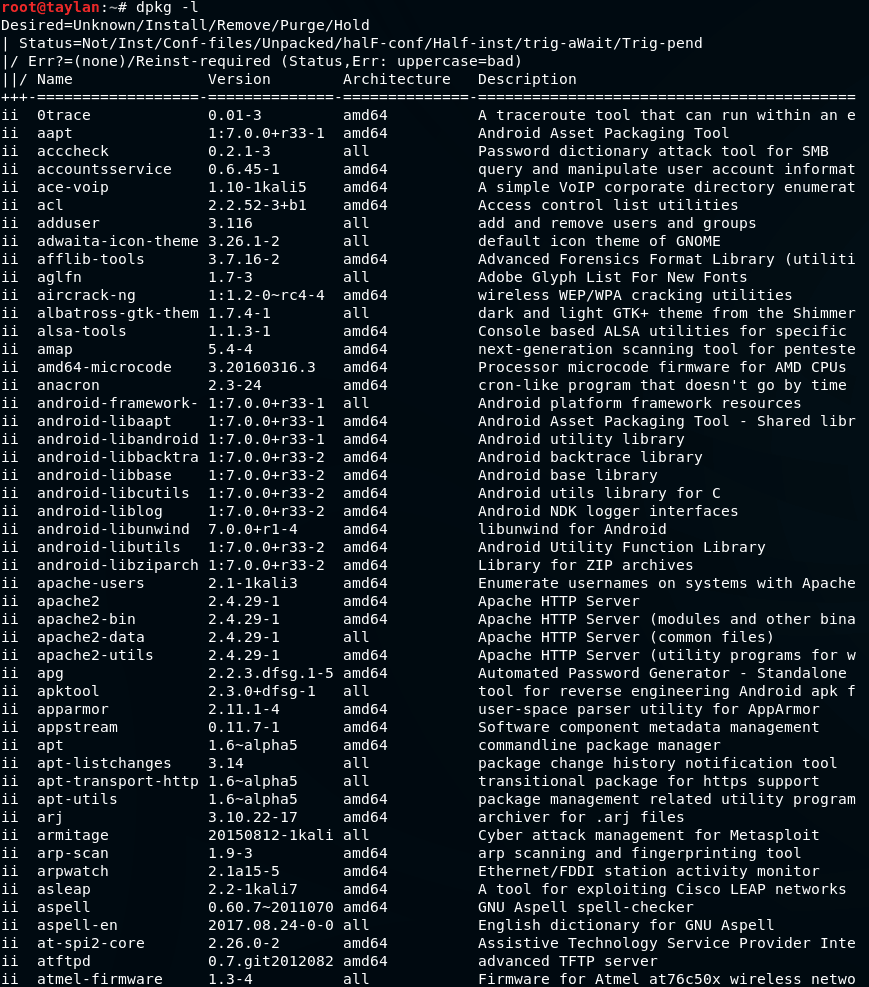 root@taylan:~# dpkg -l
Desired=Unknown/Install/Remove/Purge/Hold
| Status=Not/Inst/Conf-files/Unpacked/halF-conf/Half-inst/trig-aWait/Trig-pend
|/ Err?=(none)/Reinst-required (Status,Err: uppercase=bad)
||/ Name               Version        Architecture   Description
+++-==================-==============-==============-==========================================
ii  0trace             0.01-3         amd64          A traceroute tool that can run within an e
ii  aapt               1:7.0.0+r33-1  amd64          Android Asset Packaging Tool
ii  acccheck           0.2.1-3        all            Password dictionary attack tool for SMB
ii  accountsservice    0.6.45-1       amd64          query and manipulate user account informat
ii  ace-voip           1.10-1kali5    amd64          A simple VoIP corporate directory enumerat
ii  acl                2.2.52-3+b1    amd64          Access control list utilities
ii  adduser            3.116          all            add and remove users and groups
ii  adwaita-icon-theme 3.26.1-2       all            default icon theme of GNOME
ii  afflib-tools       3.7.16-2       amd64          Advanced Forensics Format Library (utiliti
ii  aglfn              1.7-3          all            Adobe Glyph List For New Fonts
ii  aircrack-ng        1:1.2-0~rc4-4  amd64          wireless WEP/WPA cracking utilities
ii  albatross-gtk-them 1.7.4-1        all            dark and light GTK+ theme from the Shimmer
ii  alsa-tools         1.1.3-1        amd64          Console based ALSA utilities for specific
ii  amap               5.4-4          amd64          next-generation scanning tool for penteste
ii  amd64-microcode    3.20160316.3   amd64          Processor microcode firmware for AMD CPUs
ii  anacron            2.3-24         amd64          cron-like program that doesn't go by time
ii  android-framework- 1:7.0.0+r33-1  all            Android platform framework resources
ii  android-libaapt    1:7.0.0+r33-1  amd64          Android Asset Packaging Tool - Shared libr
ii  android-libandroid 1:7.0.0+r33-1  amd64          Android utility library
ii  android-libbacktra 1:7.0.0+r33-2  amd64          Android backtrace library
ii  android-libbase    1:7.0.0+r33-2  amd64          Android base library
ii  android-libcutils  1:7.0.0+r33-2  amd64          Android utils library for C
ii  android-liblog     1:7.0.0+r33-2  amd64          Android NDK logger interfaces
ii  android-libunwind  7.0.0+r1-4     amd64          libunwind for Android
ii  android-libutils   1:7.0.0+r33-2  amd64          Android Utility Function Library
ii  android-libziparch 1:7.0.0+r33-2  amd64          Library for ZIP archives
ii  apache-users       2.1-1kali3     amd64          Enumerate usernames on systems with Apache
ii  apache2            2.4.29-1       amd64          Apache HTTP Server
ii  apache2-bin        2.4.29-1       amd64          Apache HTTP Server (modules and other bina
ii  apache2-data       2.4.29-1       all            Apache HTTP Server (common files)
ii  apache2-utils      2.4.29-1       amd64          Apache HTTP Server (utility programs for w
ii  apg                2.2.3.dfsg.1-5 amd64          Automated Password Generator - Standalone
ii  apktool            2.3.0+dfsg-1   all            tool for reverse engineering Android apk f
ii  apparmor           2.11.1-4       amd64          user-space parser utility for AppArmor
ii  appstream          0.11.7-1       amd64          Software component metadata management
ii  apt                1.6~alpha5     amd64          commandline package manager
ii  apt-listchanges    3.14           all            package change history notification tool
ii  apt-transport-http 1.6~alpha5     all            transitional package for https support
ii  apt-utils          1.6~alpha5     amd64          package management related utility program
ii  arj                3.10.22-17     amd64          archiver for .arj files
ii  armitage           20150812-1kali all            Cyber attack management for Metasploit
ii  arp-scan           1.9-3          amd64          arp scanning and fingerprinting tool
ii  arpwatch           2.1a15-5       amd64          Ethernet/FDDI station activity monitor
ii  asleap             2.2-1kali7     amd64          A tool for exploiting Cisco LEAP networks
ii  aspell             0.60.7~2011070 amd64          GNU Aspell spell-checker
ii  aspell-en          2017.08.24-0-0 all            English dictionary for GNU Aspell
ii  at-spi2-core       2.26.0-2       amd64          Assistive Technology Service Provider Inte
ii  atftpd             0.7.git2012082 amd64          advanced TFTP server
ii  atmel-firmware     1.3-4          all            Firmware for Atmel at76c50x wireless netwo